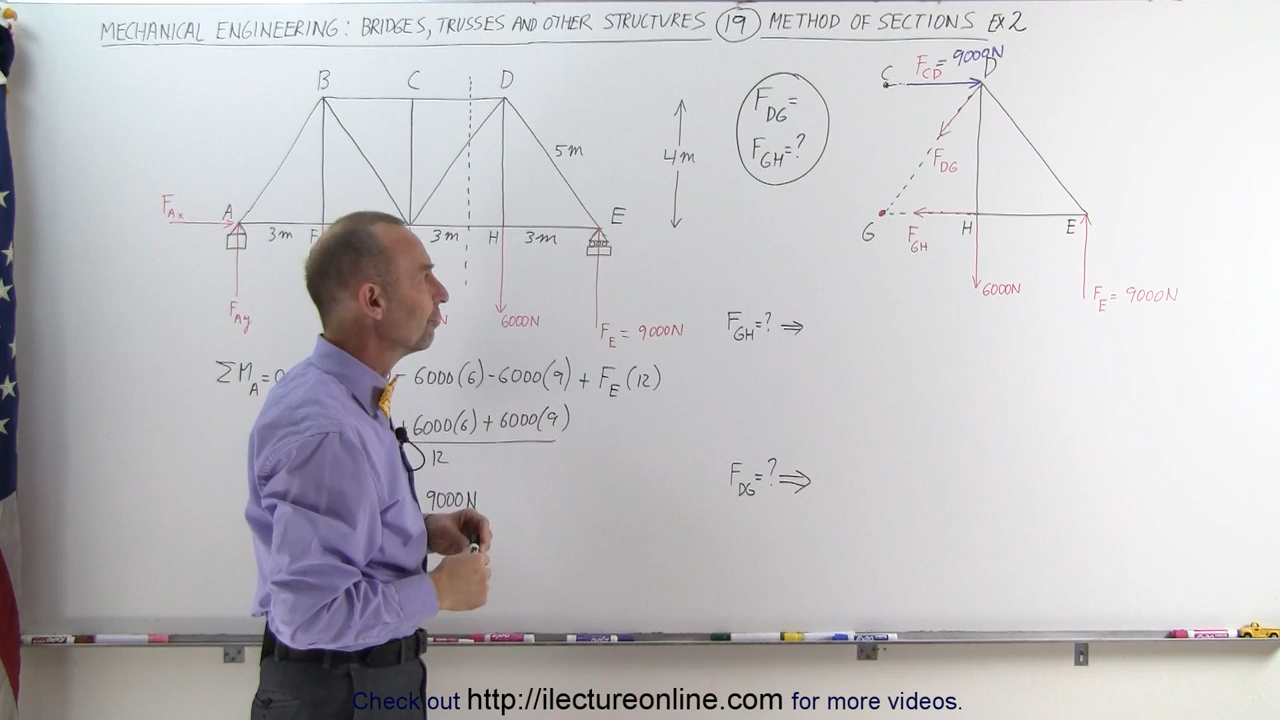 MECHANICAL ENGINEERING: BRIDGES, TRUSSES AND OTHER STRUCTURES (19) METHOD OF SECTIONS EX 2
B C D
5m
4m
F_Ax
A 3m F 3m H 3m E
F_Ay
N 6000N
F_E = 9000N
ΣM_A = 0
- 6000(6) - 6000(9) + F_E (12)
+ 6000(6) + 6000(9)
12
9000N
F_DG =
F_GH = ?
C F_CD = 9000N D
F_DG
G F_GH H E
6000N
F_E = 9000N
F_GH = ? ⇒
F_DG = ? ⇒
Check out http://ilectureonline.com for more videos.